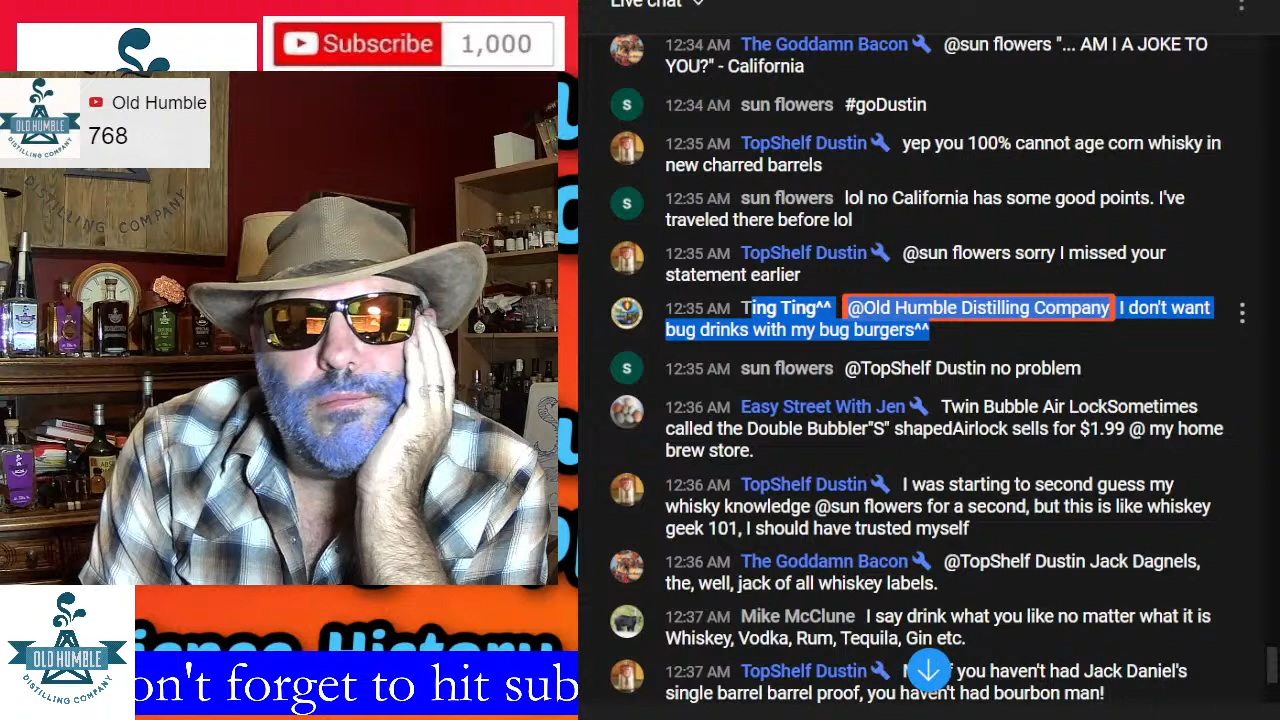 Subscribe 1,000
Old Humble
768
OLD HUMBLE
DISTILLING COMPANY
DISTILLING COMPANY
Live chat
12:34 AM The Goddamn Bacon @sun flowers "... AM I A JOKE TO
YOU?" - California
S 12:34 AM sun flowers #goDustin
12:35 AM TopShelf Dustin yep you 100% cannot age corn whisky in
new charred barrels
S 12:35 AM sun flowers lol no California has some good points. I've
traveled there before lol
12:35 AM TopShelf Dustin @sun flowers sorry I missed your
statement earlier
12:35 AM Ting Ting^^ @Old Humble Distilling Company I don't want
bug drinks with my bug burgers^^
S 12:35 AM sun flowers @TopShelf Dustin no problem
12:36 AM Easy Street With Jen Twin Bubble Air LockSometimes
called the Double Bubbler"S" shapedAirlock sells for $1.99 @ my home
brew store.
12:36 AM TopShelf Dustin I was starting to second guess my
whisky knowledge @sun flowers for a second, but this is like whiskey
geek 101, I should have trusted myself
12:36 AM The Goddamn Bacon @TopShelf Dustin Jack Dagnels,
the, well, jack of all whiskey labels.
12:37 AM Mike McClune I say drink what you like no matter what it is
Whiskey, Vodka, Rum, Tequila, Gin etc.
12:37 AM TopShelf Dustin you haven't had Jack Daniel's
single barrel barrel proof, you haven't had bourbon man!
ience History
OLD HUMBLE
DISTILLING COMPANY
on't forget to hit sub